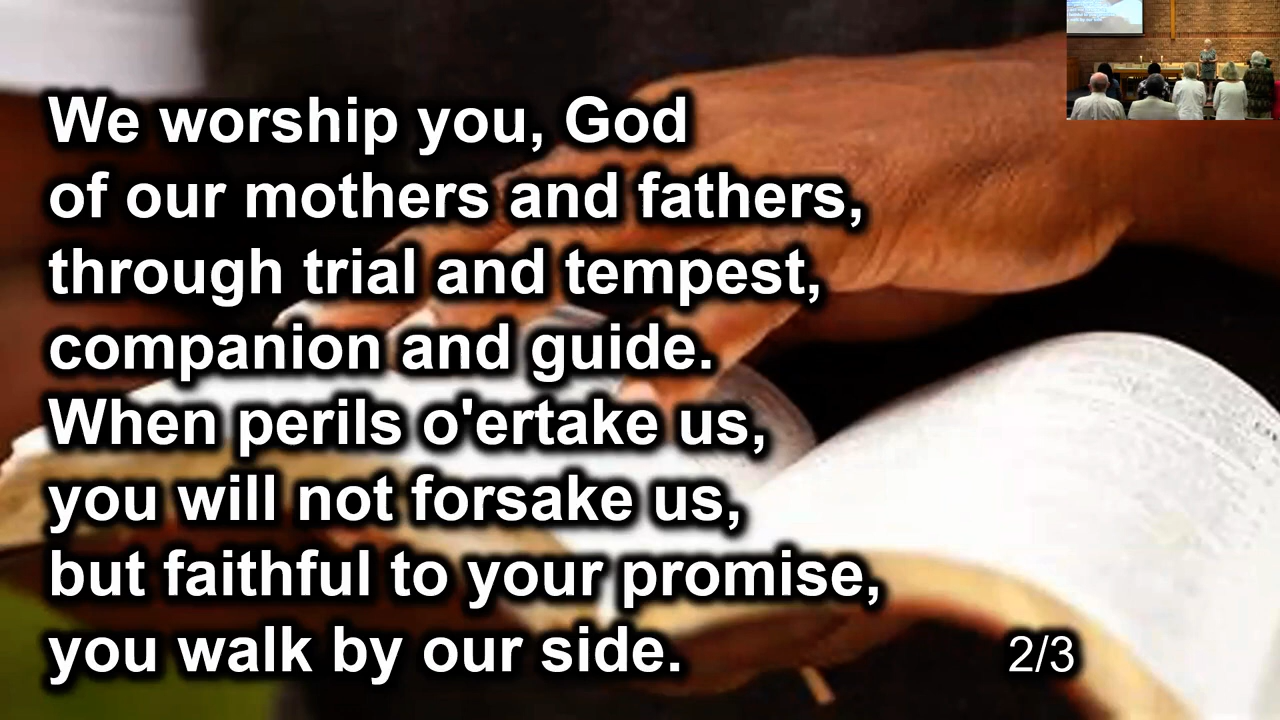 We worship you, God
of our mothers and fathers,
through trial and tempest,
companion and guide.
When perils o'ertake us,
you will not forsake us,
but faithful to your promise,
you walk by our side.
2/3